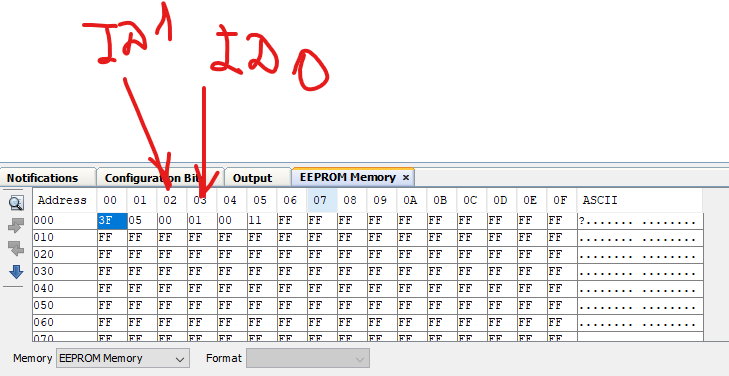 ID1 ID0
Notifications Configuration Bit Output EEPROM Memory ×
Address 00 01 02 03 04 05 06 07 08 09 0A 0B 0C 0D 0E 0F ASCII
000 3F 05 00 01 00 11 FF FF FF FF FF FF FF FF FF FF ?....... ........
010 FF FF FF FF FF FF FF FF FF FF FF FF FF FF FF FF ........ ........
020 FF FF FF FF FF FF FF FF FF FF FF FF FF FF FF FF ........ ........
030 FF FF FF FF FF FF FF FF FF FF FF FF FF FF FF FF ........ ........
040 FF FF FF FF FF FF FF FF FF FF FF FF FF FF FF FF ........ ........
050 FF FF FF FF FF FF FF FF FF FF FF FF FF FF FF FF ........ ........
060 FF FF FF FF FF FF FF FF FF FF FF FF FF FF FF FF ........ ........
070 FF FF FF FF FF FF FF FF FF FF FF FF FF FF FF FF
Memory EEPROM Memory Format